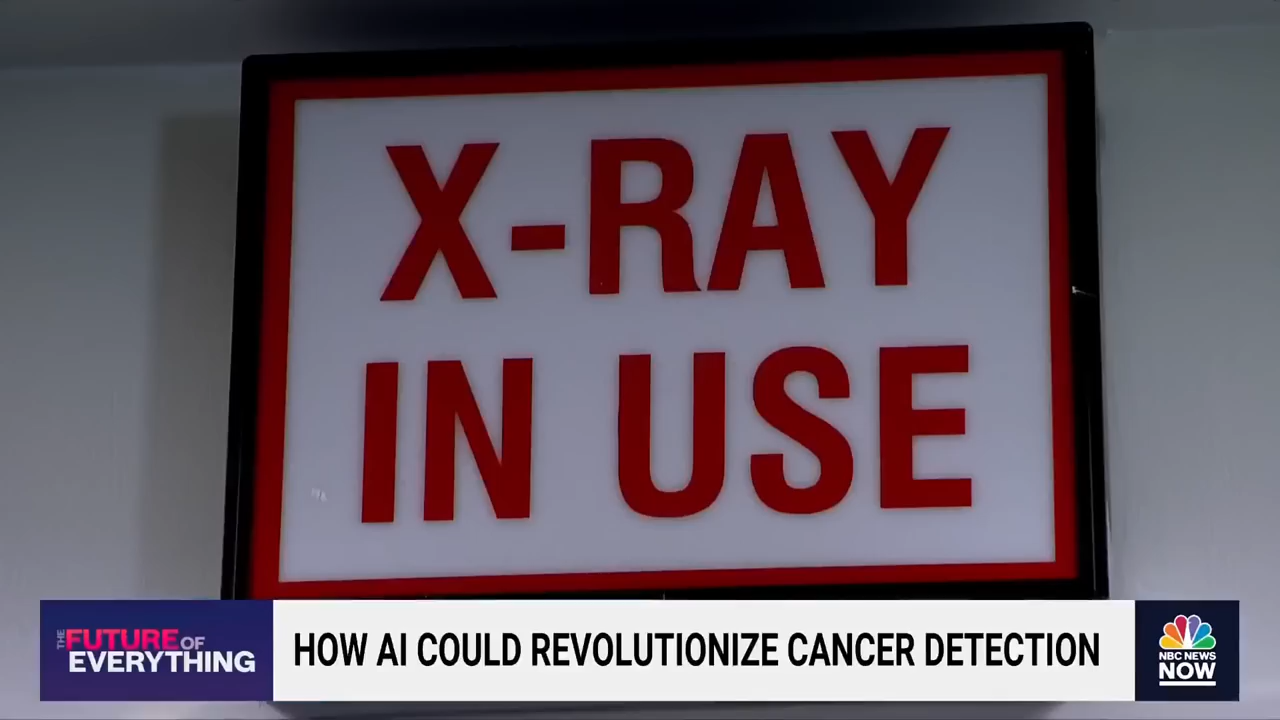 X-RAY
IN USE
THE FUTURE OF
EVERYTHING
HOW AI COULD REVOLUTIONIZE CANCER DETECTION
NBC NEWS
NOW